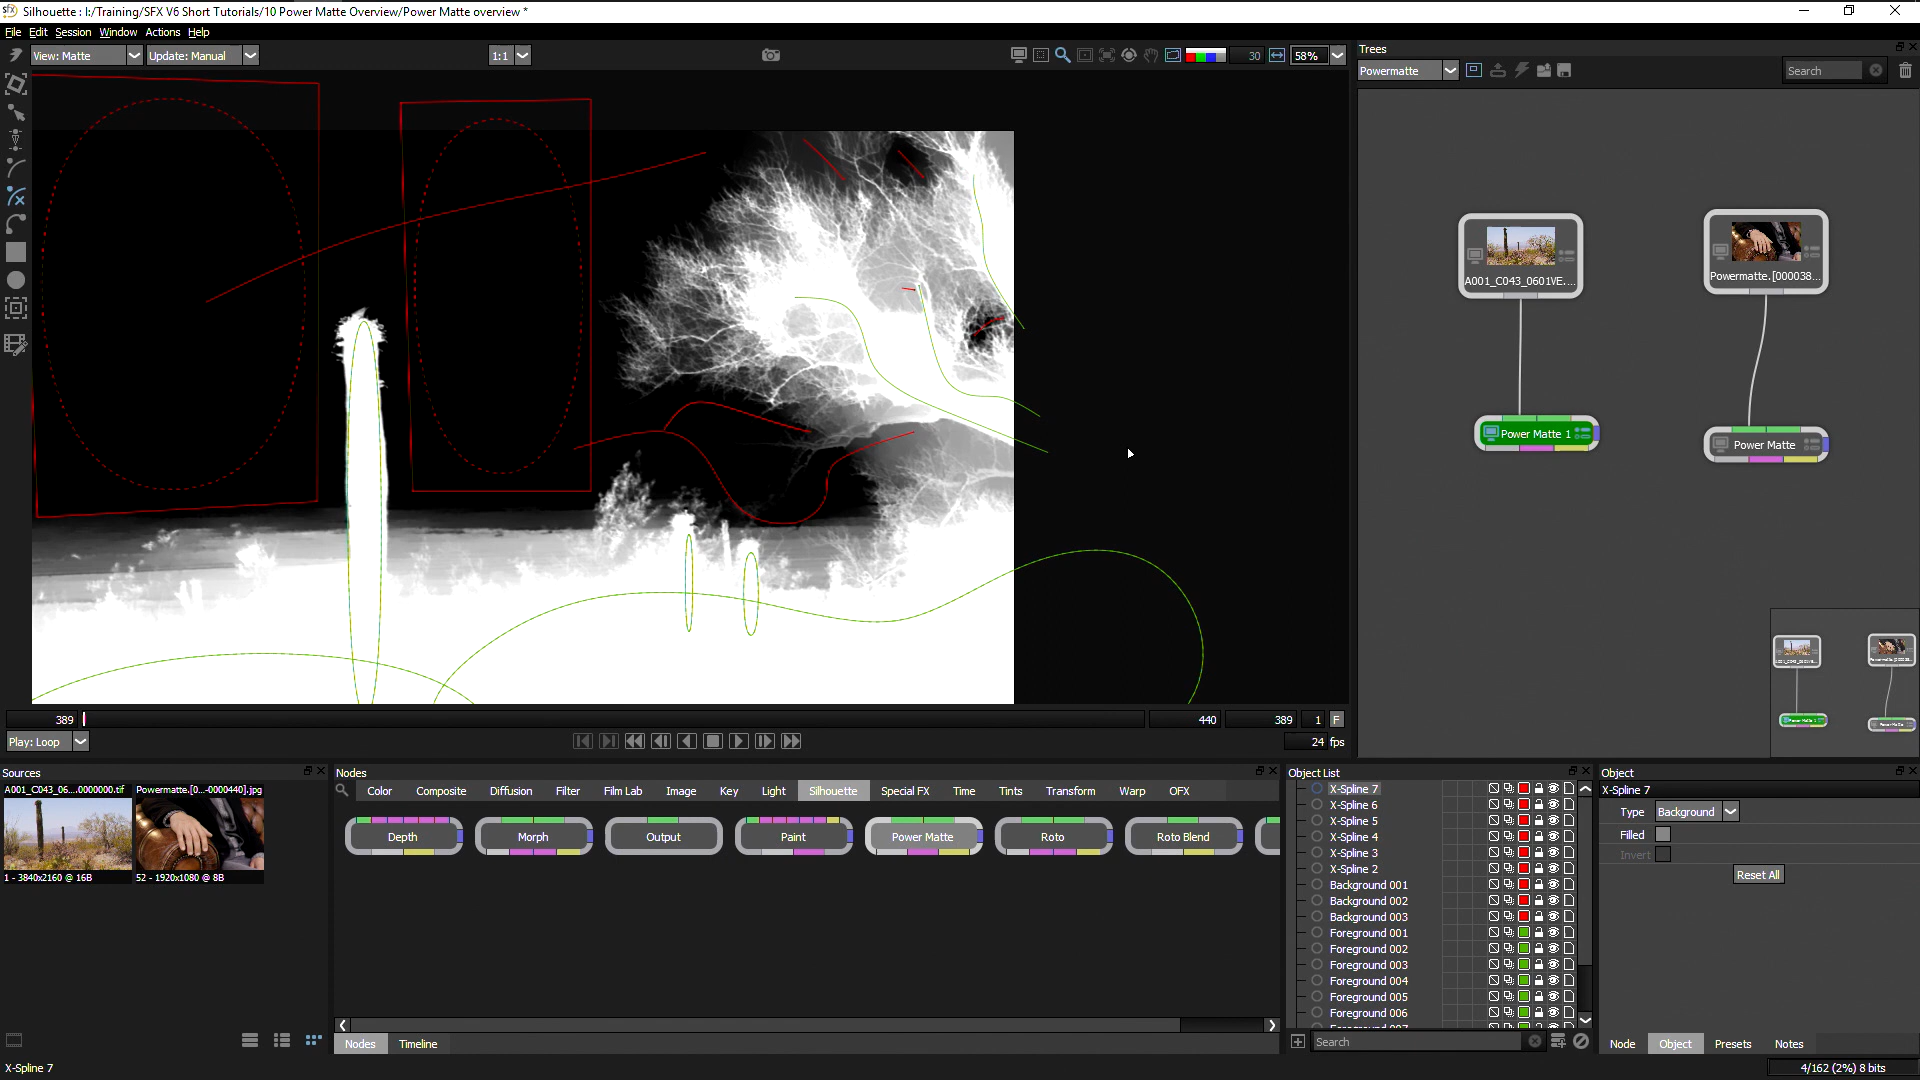 Silhouette : I:/Training/SFX V6 Short Tutorials/10 Power Matte Overview/Power Matte overview *
File Edit Session Window Actions Help
View: Matte
Update: Manual
1:1
30
58%
Trees
Powermatte
Search
A001_C043_0601VE....
Powermatte.[000038...
Power Matte 1
Power Matte
389
440
389
1
F
Play: Loop
24 fps
Sources
A001_C043_06....0000000.tif
Powermatte.[0...-0000440].jpg
1 - 3840x2160 @ 16B
52 - 1920x1080 @ 8B
Nodes
Color Composite Diffusion Filter Film Lab Image Key Light Silhouette Special FX Time Tints Transform Warp OFX
Depth
Morph
Output
Paint
Power Matte
Roto
Roto Blend
Nodes
Timeline
Object List
X-Spline 7
X-Spline 6
X-Spline 5
X-Spline 4
X-Spline 3
X-Spline 2
Background 001
Background 002
Background 003
Foreground 001
Foreground 002
Foreground 003
Foreground 004
Foreground 005
Foreground 006
Search
Object
X-Spline 7
Type Background
Filled
Invert
Reset All
Node Object Presets Notes
X-Spline 7
4/162 (2%) 8 bits